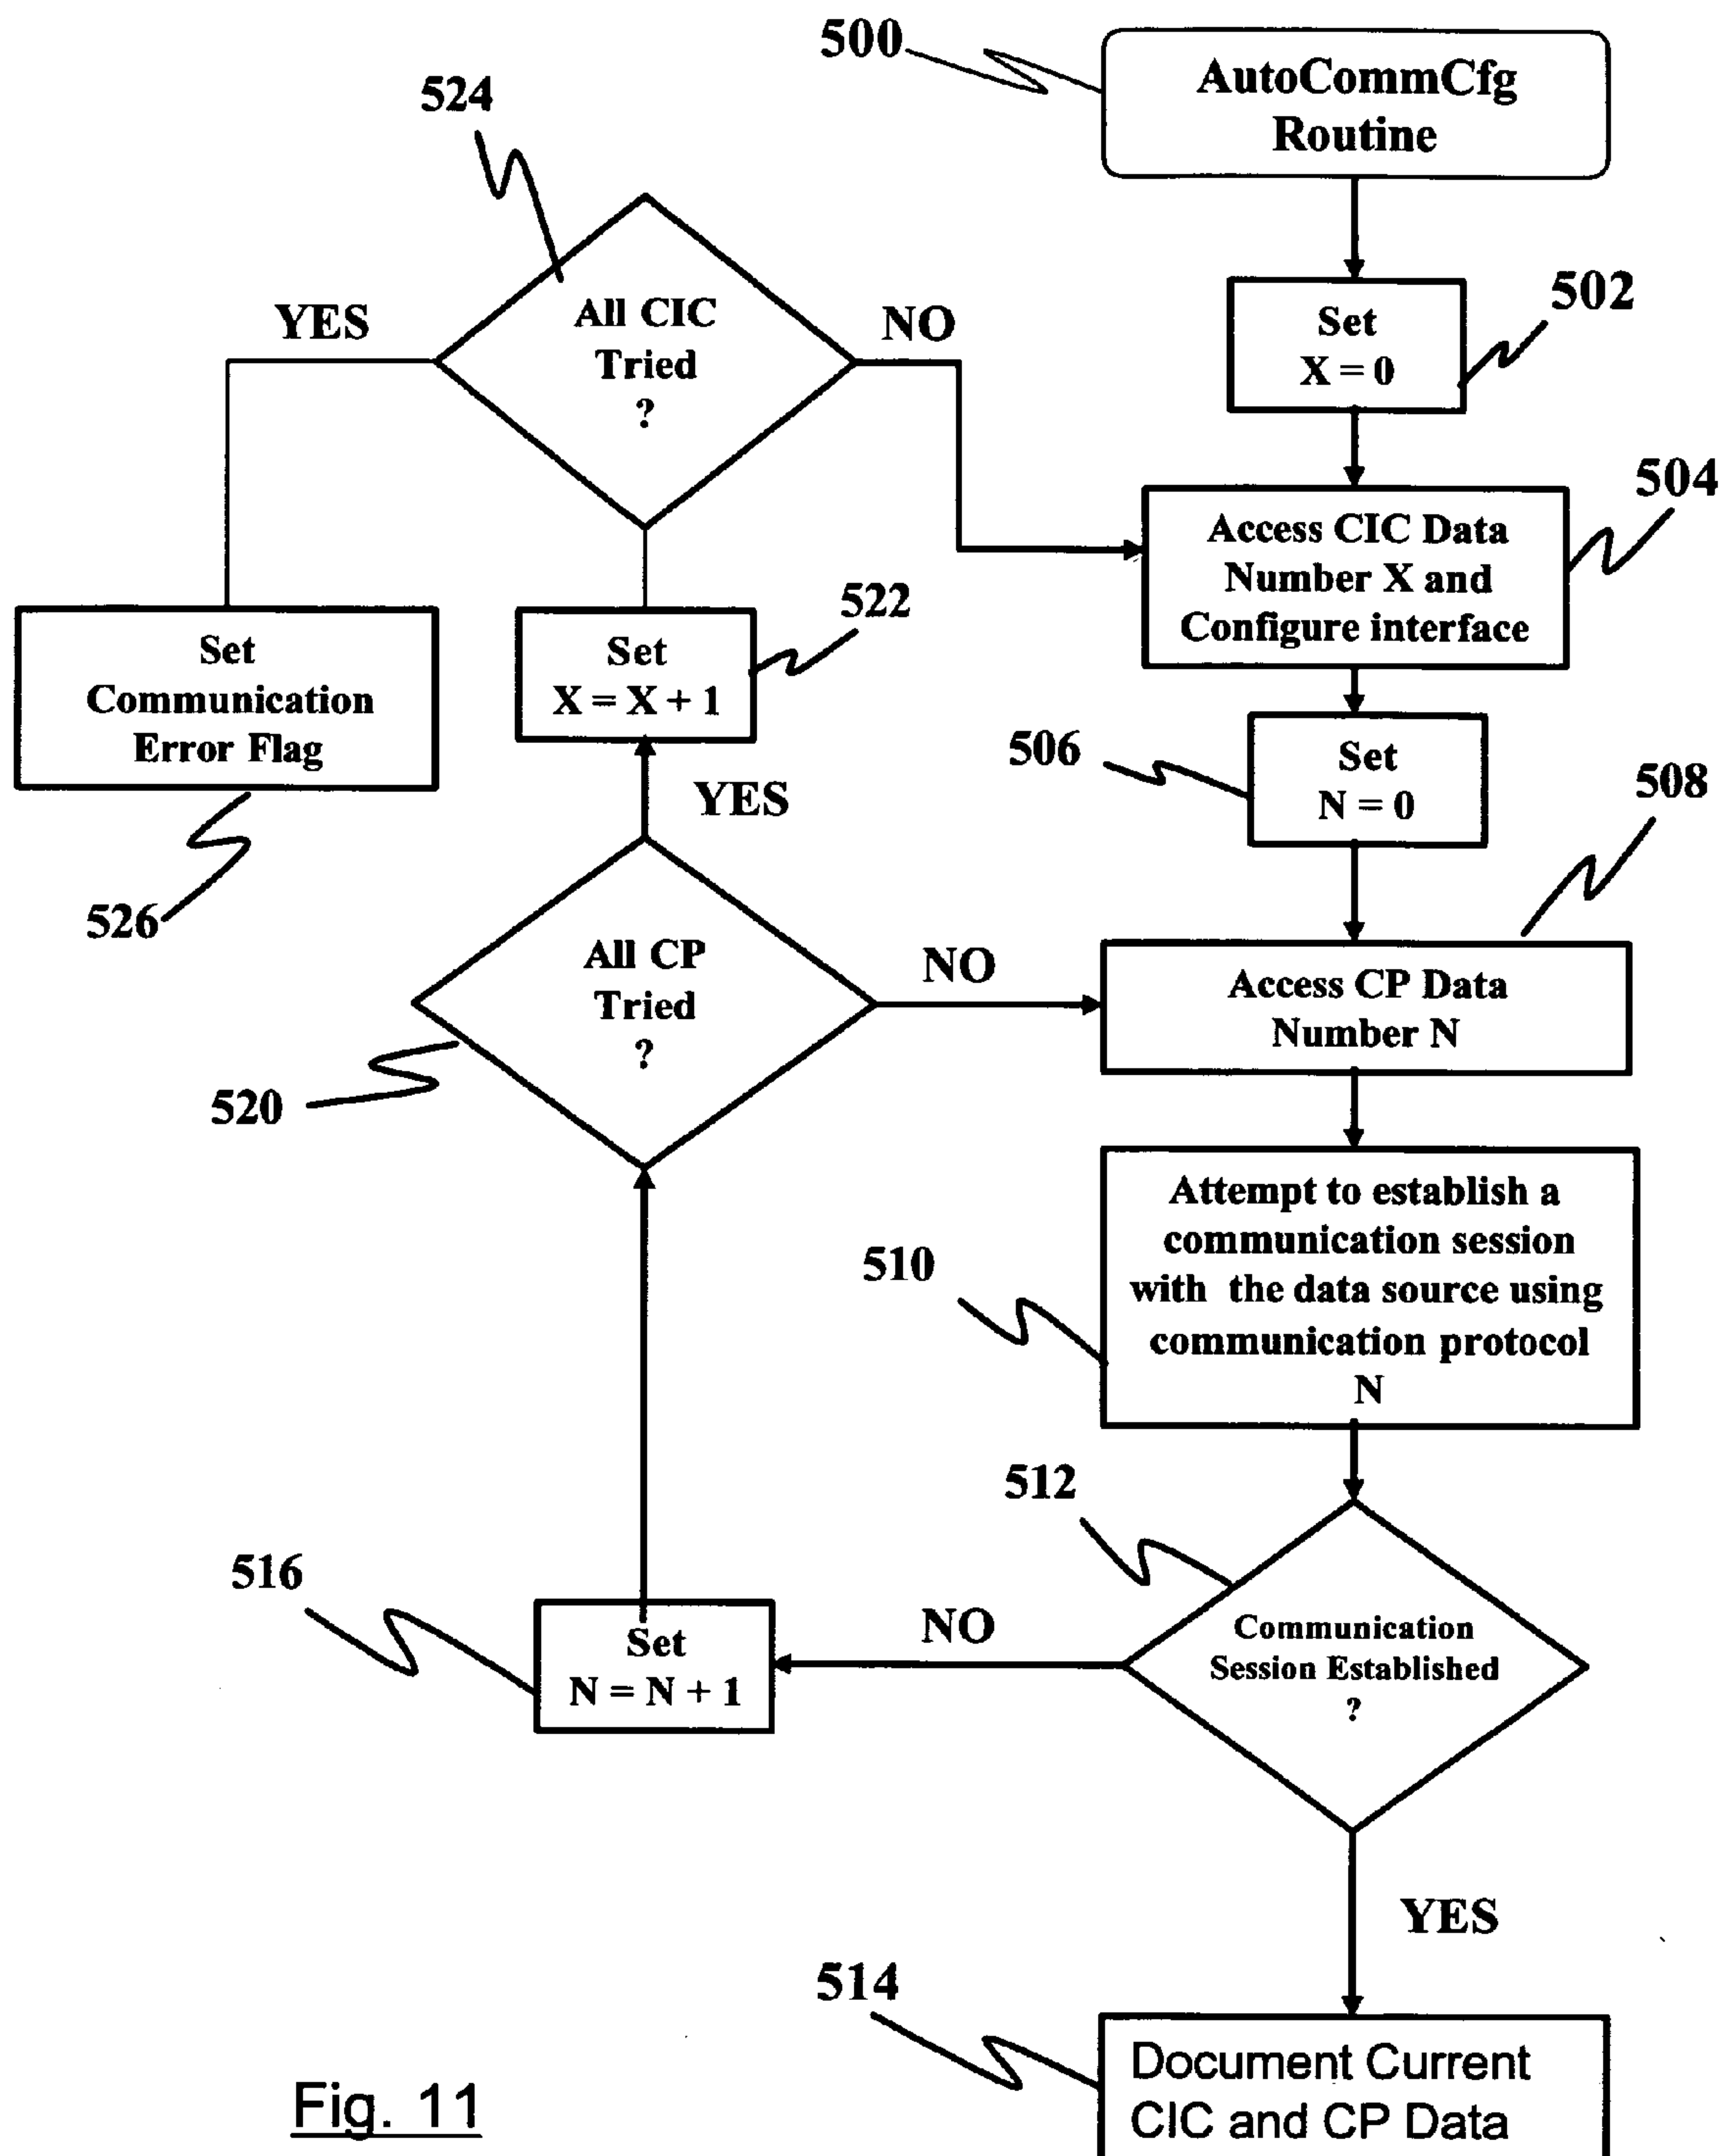 500
AutoCommCfg
Routine
524
502
Set
X = 0
YES
All CIC
Tried
?
NO
504
Access CIC Data
Number X and
Configure interface
522
Set
X = X + 1
Set
Communication
Error Flag
526
506
Set
N = 0
508
YES
All CP
Tried
?
NO
520
Access CP Data
Number N
510
Attempt to establish a
communication session
with the data source using
communication protocol
N
512
Communication
Session Established
?
NO
516
Set
N = N + 1
YES
514
Document Current
CIC and CP Data
Fig. 11